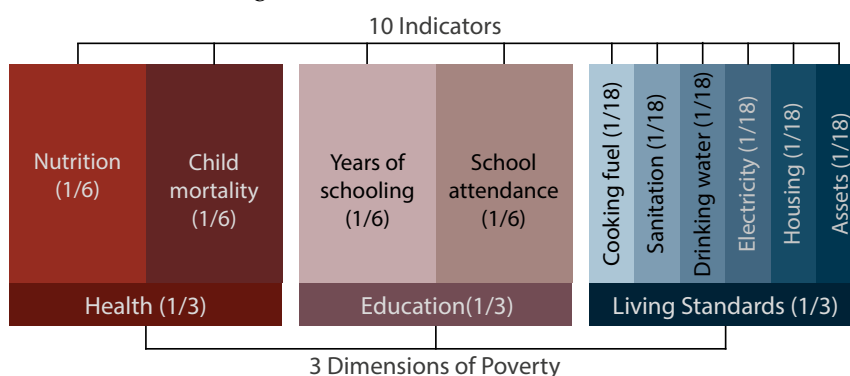 10 Indicators
Nutrition
(1/6)
Child
mortality
(1/6)
Years of
schooling
(1/6)
School
attendance
(1/6)
Cooking fuel (1/18)
Sanitation (1/18)
Drinking water (1/18)
Electricity (1/18)
Housing (1/18)
Assets (1/18)
Health (1/3)
Education(1/3)
Living Standards (1/3)
3 Dimensions of Poverty